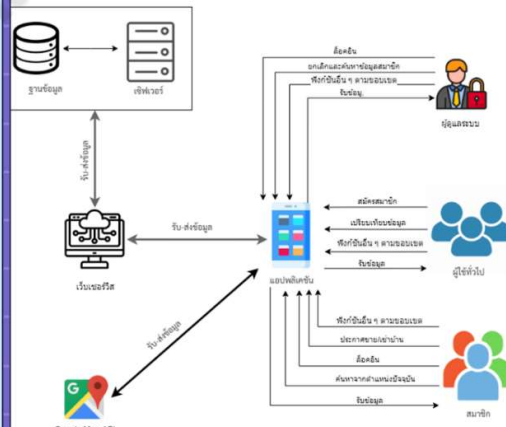 ล็อคอิน
ยกเลิกและค้นหาข้อมูลสมาชิก
ฟังก์ชันอื่น ๆ ตามขอบเขต
รับข้อมู
ผู้ดูแลระบบ
ฐานข้อมูล
เซิฟเวอร์
รับ-ส่งข้อมูล
สมัครสมาชิก
เปรียบเทียบข้อมูล
ฟังก์ชันอื่น ๆ ตามขอบเขต
รับข้อมูล
ผู้ใช้ทั่วไป
รับ-ส่งข้อมูล
เว็บเซอร์วิส
แอปพลิเคชัน
รับ-ส่งข้อมูล
ฟังก์ชันอื่น ๆ ตามขอบเขต
ประกาศขาย/เช่าบ้าน
ล็อคอิน
ค้นหาจากตำแหน่งปัจจุบัน
รับข้อมูล
สมาชิก
G